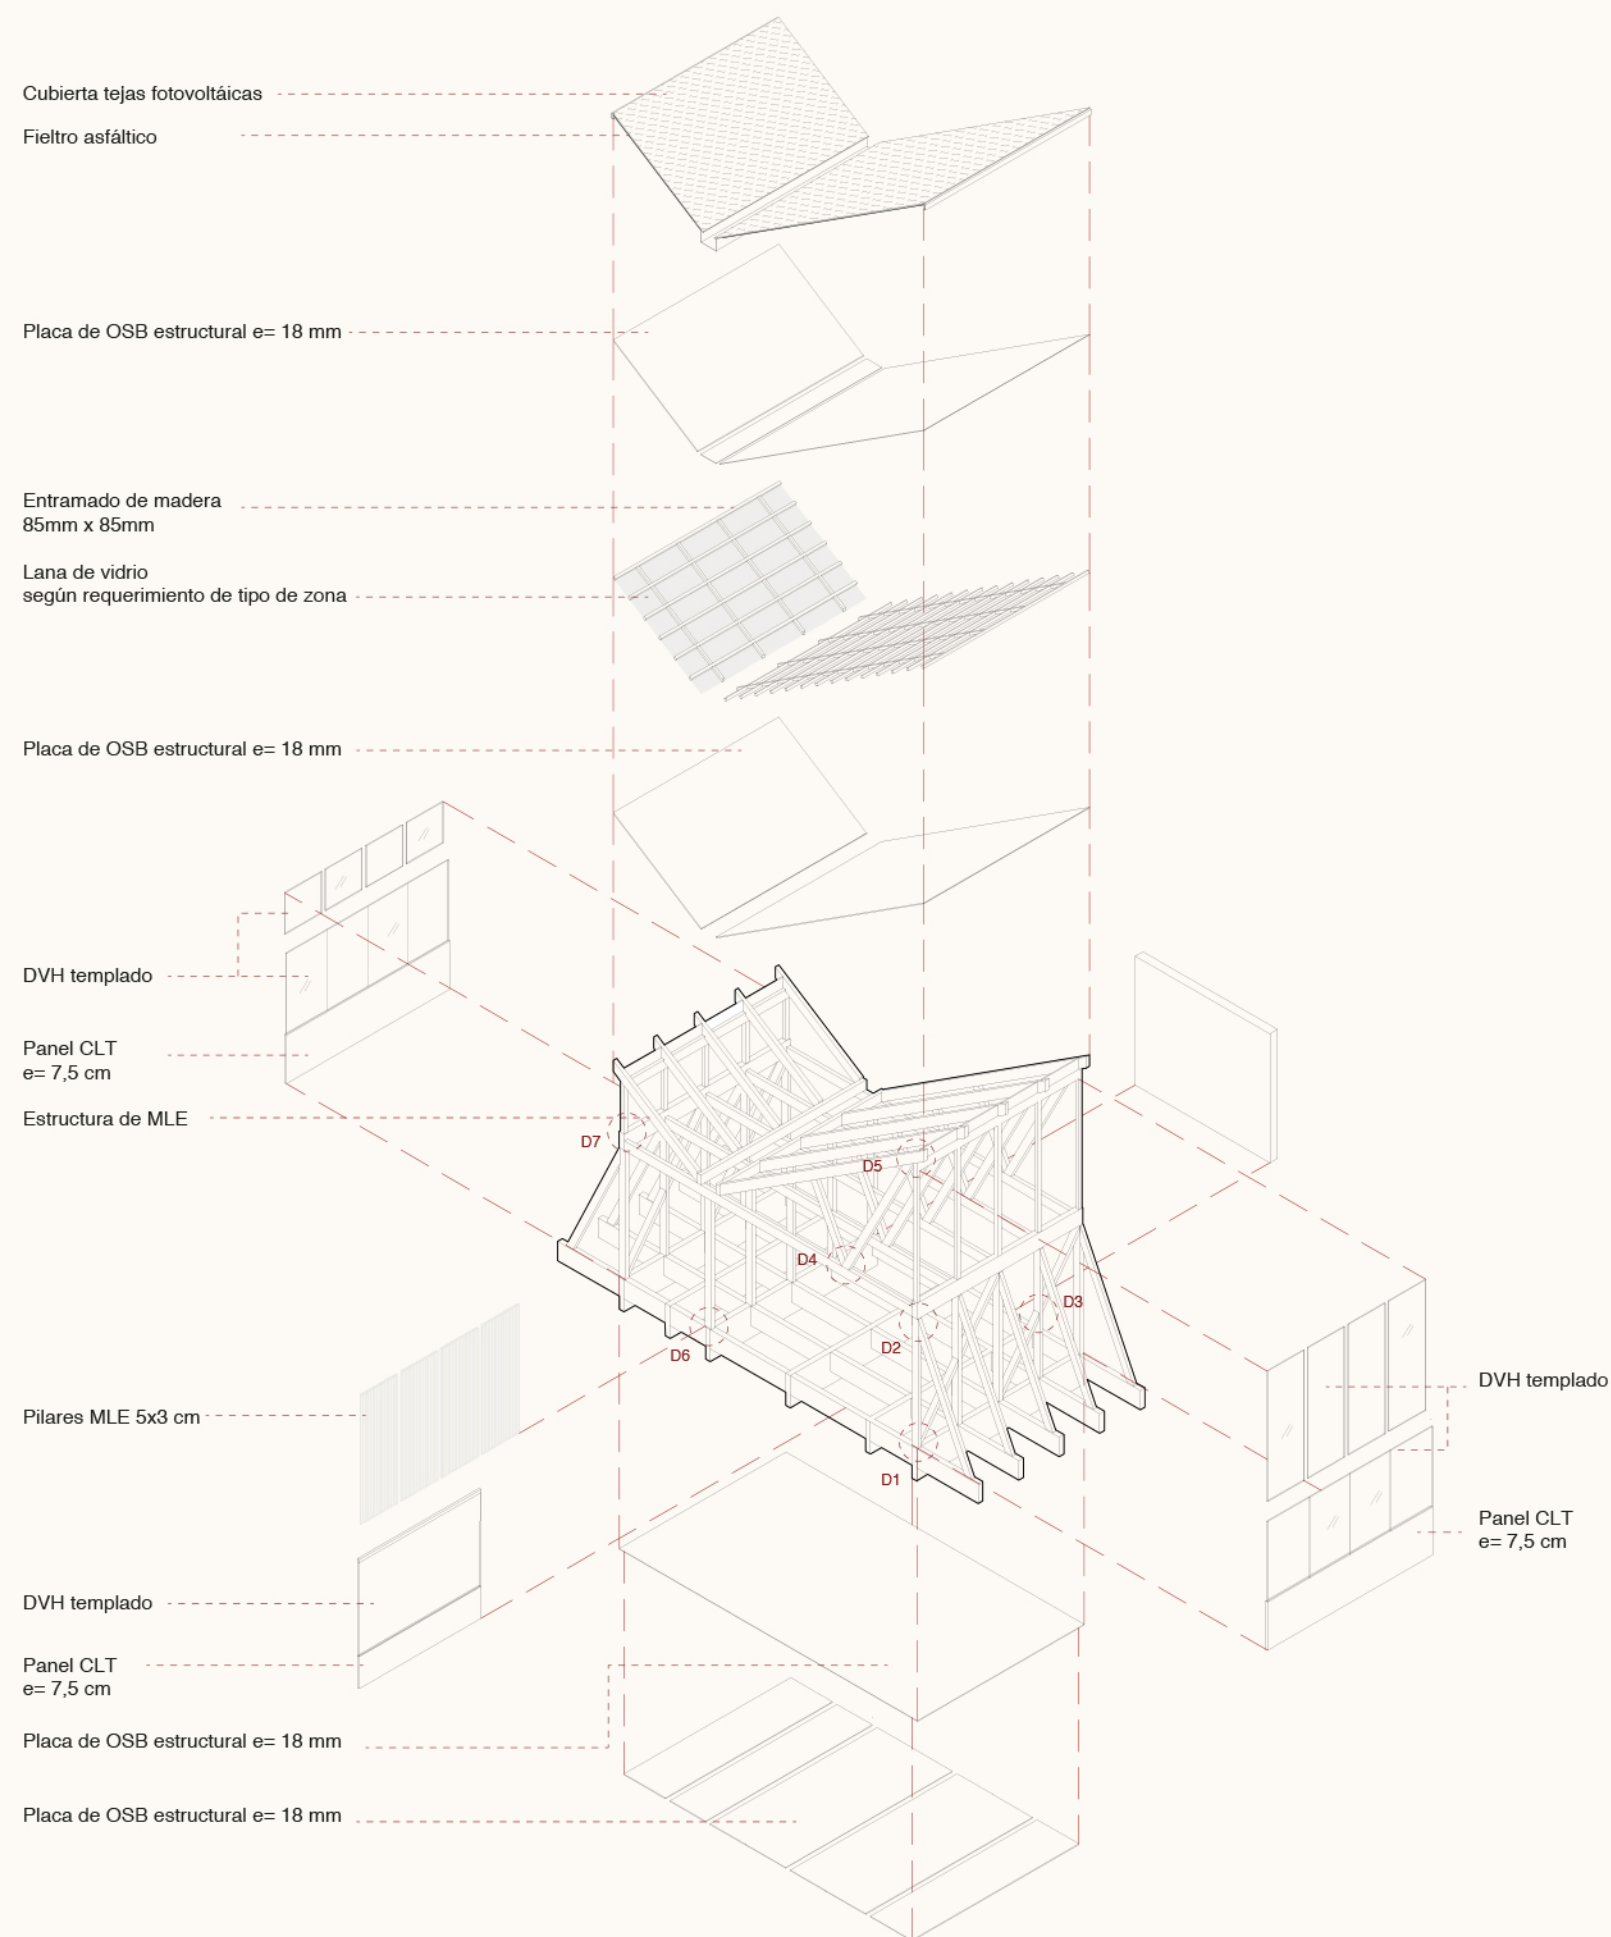 Cubierta tejas fotovoltáicas
Fieltro asfáltico
Placa de OSB estructural e= 18 mm
Entramado de madera
85mm x 85mm
Lana de vidrio
según requerimiento de tipo de zona
Placa de OSB estructural e= 18 mm
DVH templado
Panel CLT
e= 7,5 cm
Estructura de MLE
D7
D5
D4
D3
D2
D6
D1
Pilares MLE 5x3 cm
DVH templado
Panel CLT
e= 7,5 cm
DVH templado
Panel CLT
e= 7,5 cm
Placa de OSB estructural e= 18 mm
Placa de OSB estructural e= 18 mm